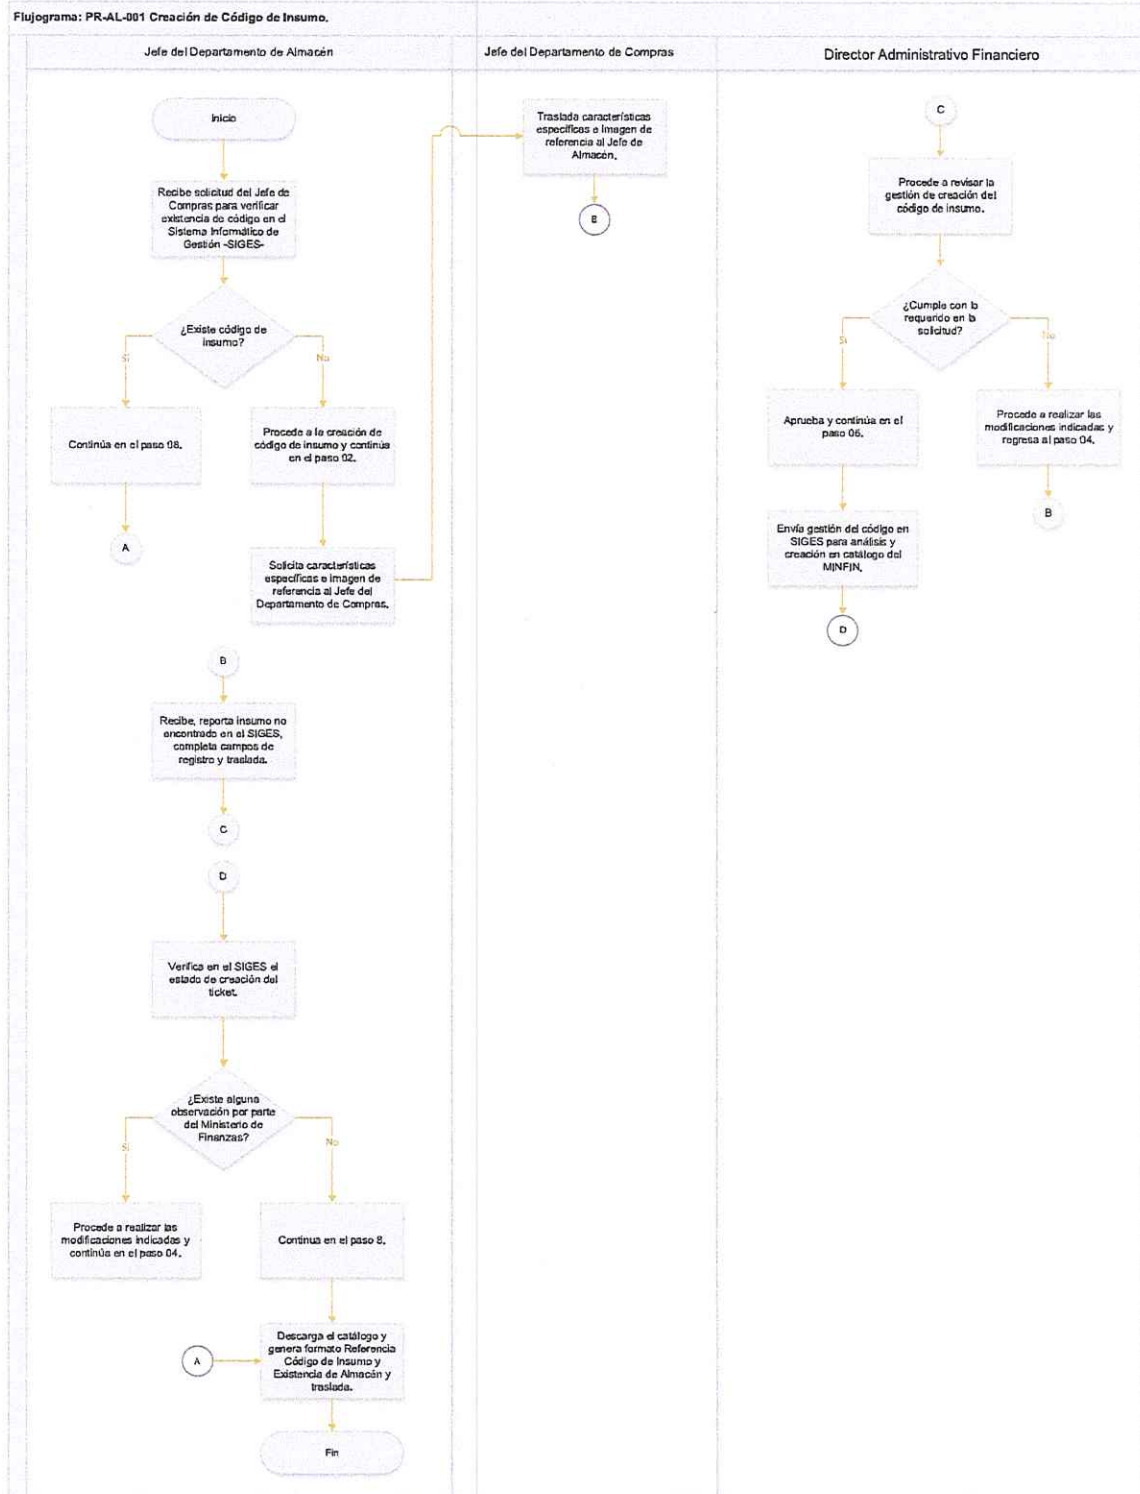 Flujograma: PR-AL-001 Creación de Código de Insumo.
Jefe del Departamento de Almacén
Jefe del Departamento de Compras
Director Administrativo Financiero
Inicio
Recibe solicitud del Jefe de
Compras para verificar
existencia de código en el
Sistema Informático de
Gestión -SIGES-
¿Existe código de
insumo?
Sí
No
Continúa en el paso 08.
Procede a la creación de
código de insumo y continúa
en el paso 02.
A
Solicita características
específicas e imagen de
referencia al Jefe del
Departamento de Compras.
B
Recibe, reporta insumo no
encontrado en el SIGES,
completa campos de
registro y traslada.
C
D
Verifica en el SIGES el
estado de creación del
ticket.
¿Existe alguna
observación por parte
del Ministerio de
Finanzas?
Sí
No
Procede a realizar las
modificaciones indicadas y
continúa en el paso 04.
Continua en el paso 8.
A
Descarga el catálogo y
genera formato Referencia
Código de Insumo y
Existencia de Almacén y
traslada.
Fin
Traslada características
específicas e imagen de
referencia al Jefe de
Almacén.
B
C
Procede a revisar la
gestión de creación del
código de insumo.
¿Cumple con lo
requerido en la
solicitud?
Si
No
Aprueba y continúa en el
paso 06.
Procede a realizar las
modificaciones indicadas y
regresa al paso 04.
B
Envía gestión del código en
SIGES para análisis y
creación en catálogo del
MINFIN.
D